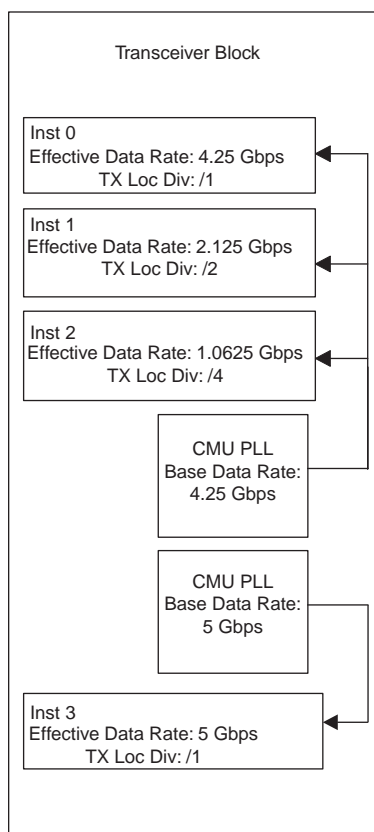 Transceiver Block
Inst 0
Effective Data Rate: 4.25 Gbps
TX Loc Div: /1
Inst 1
Effective Data Rate: 2.125 Gbps
TX Loc Div: /2
Inst 2
Effective Data Rate: 1.0625 Gbps
TX Loc Div: /4
CMU PLL
Base Data Rate:
4.25 Gbps
CMU PLL
Base Data Rate:
5 Gbps
Inst 3
Effective Data Rate: 5 Gbps
TX Loc Div: /1